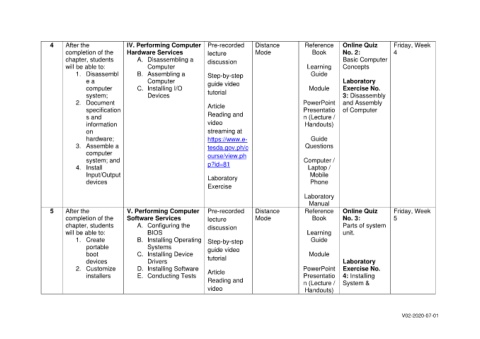 4
After the
completion of the
chapter, students
will be able to:
1. Disassembl
e a
computer
system;
2. Document
specification
s and
information
on
hardware;
3. Assemble a
computer
system; and
4. Install
Input/Output
devices
IV. Performing Computer
Hardware Services
A. Disassembling a
Computer
B. Assembling a
Computer
C. Installing I/O
Devices
Pre-recorded
lecture
discussion
Step-by-step
guide video
tutorial
Article
Reading and
video
streaming at
https://www.e-
tesda.gov.ph/c
ourse/view.ph
p?id=81
Laboratory
Exercise
Distance
Mode
Reference
Book
Learning
Guide
Module
PowerPoint
Presentatio
n (Lecture /
Handouts)
Guide
Questions
Computer /
Laptop /
Mobile
Phone
Laboratory
Manual
Online Quiz
No. 2:
Basic Computer
Concepts
Laboratory
Exercise No.
3: Disassembly
and Assembly
of Computer
Friday, Week
4
5
After the
completion of the
chapter, students
will be able to:
1. Create
portable
boot
devices
2. Customize
installers
V. Performing Computer
Software Services
A. Configuring the
BIOS
B. Installing Operating
Systems
C. Installing Device
Drivers
D. Installing Software
E. Conducting Tests
Pre-recorded
lecture
discussion
Step-by-step
guide video
tutorial
Article
Reading and
video
Distance
Mode
Reference
Book
Learning
Guide
Module
PowerPoint
Presentatio
n (Lecture /
Handouts)
Online Quiz
No. 3:
Parts of system
unit.
Laboratory
Exercise No.
4: Installing
System &
Friday, Week
5
V02-2020-07-01